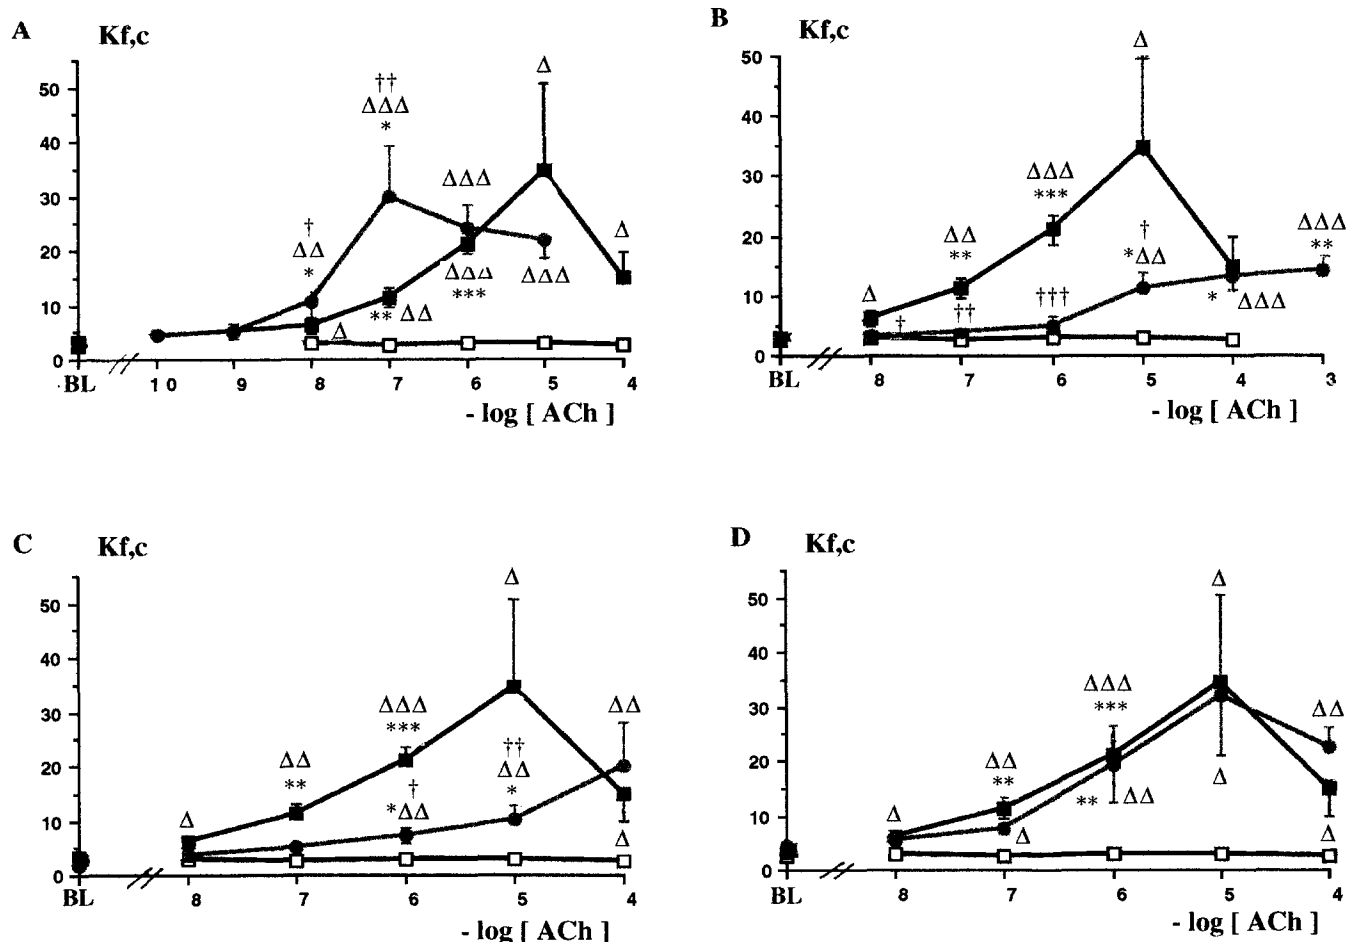 A Kf,c
50
††
ΔΔΔ
*
Δ
40
30
ΔΔΔ
†
ΔΔ
*
Δ
20
ΔΔΔ
***
ΔΔΔ
10
** ΔΔ
Δ
0
BL 10 9 8 7 6 5 4
- log [ ACh ]
B Kf,c
Δ
50
40
ΔΔΔ
***
30
ΔΔ
**
†
*ΔΔ
ΔΔΔ
**
20
Δ
†††
††
†
* ΔΔΔ
10
0
BL 8 7 6 5 4 3
- log [ ACh ]
C Kf,c
Δ
50
40
ΔΔΔ
***
ΔΔ
30
ΔΔ
**
††
ΔΔ
*
20
†
*ΔΔ
Δ
10
Δ
0
BL 8 7 6 5 4
- log [ ACh ]
D Kf,c
Δ
50
40
ΔΔΔ
***
ΔΔ
30
ΔΔ
**
20
Δ
** ΔΔ
10
Δ
Δ
Δ
0
BL 8 7 6 5 4
- log [ ACh ]